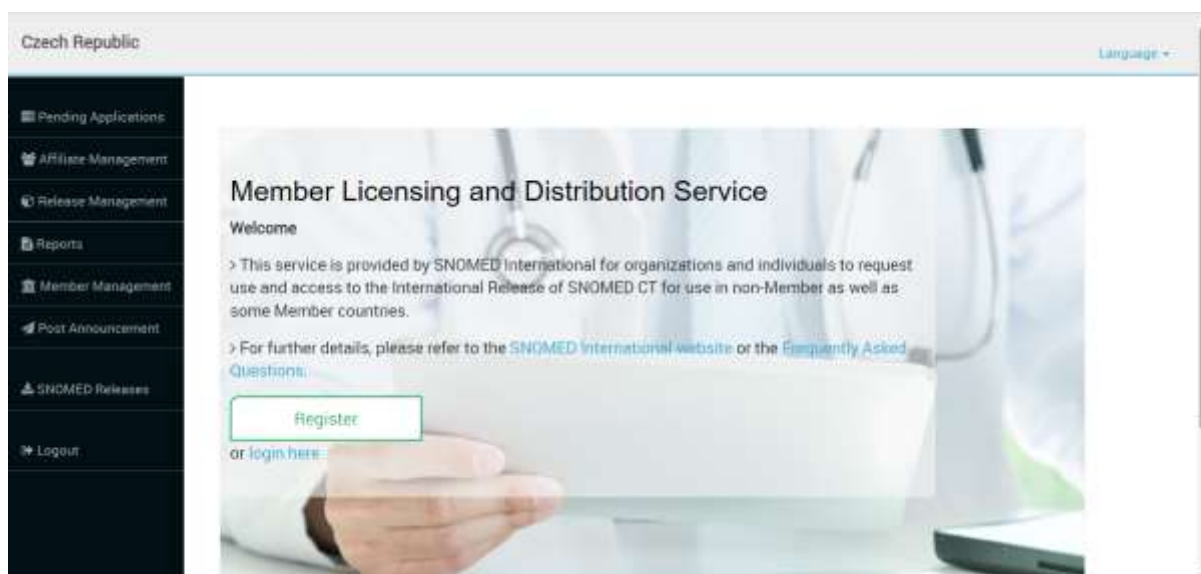 Czech Republic
Language
Pending Applications
Affiliate Management
Release Management
Reports
Member Management
Post Announcement
SNOMED Releases
Logout
Member Licensing and Distribution Service
Welcome
> This service is provided by SNOMED International for organizations and individuals to request
use and access to the International Release of SNOMED CT for use in non-Member as well as
some Member countries.
> For further details, please refer to the SNOMED International website or the Frequently Asked
Questions.
Register
or login here